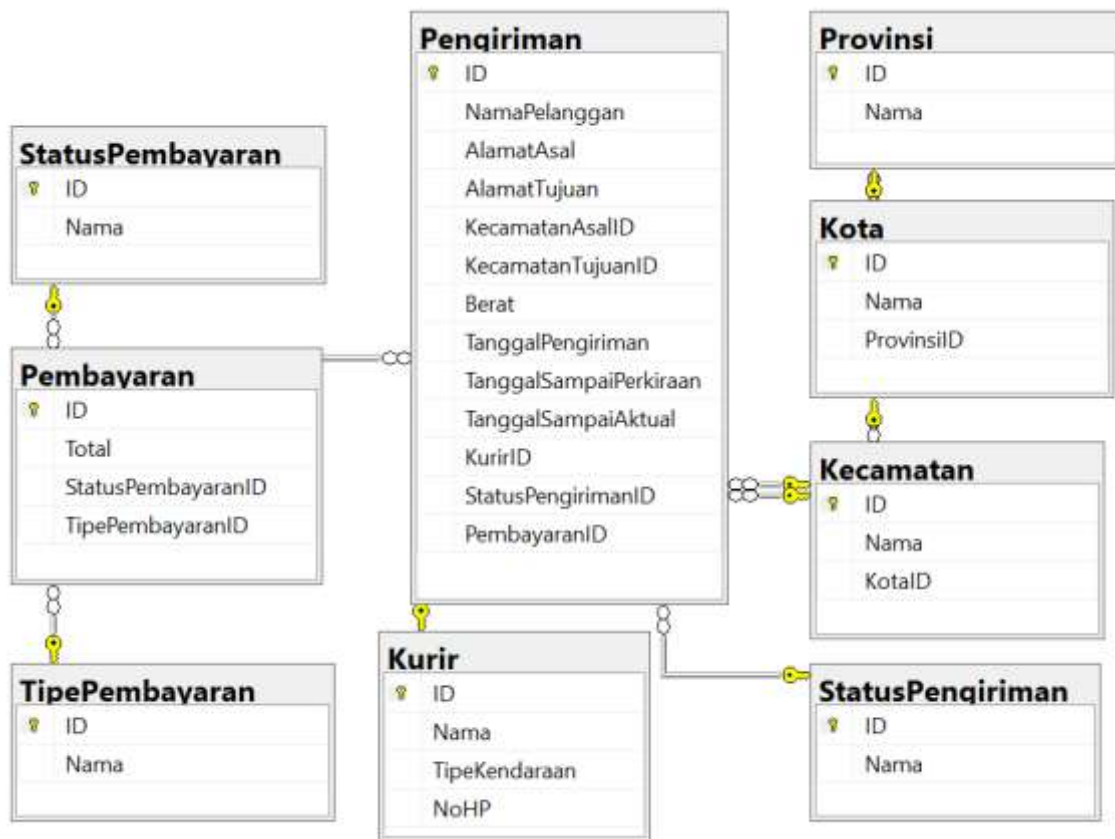 StatusPembayaran
ID
Nama
Pembayaran
ID
Total
StatusPembayaranID
TipePembayaranID
TipePembayaran
ID
Nama
Pengiriman
ID
NamaPelanggan
AlamatAsal
AlamatTujuan
KecamatanAsalID
KecamatanTujuanID
Berat
TanggalPengiriman
TanggalSampaiPerkiraan
TanggalSampaiAktual
KurirID
StatusPengirimanID
PembayaranID
Kurir
ID
Nama
TipeKendaraan
NoHP
Provinsi
ID
Nama
Kota
ID
Nama
ProvinsiID
Kecamatan
ID
Nama
KotaID
StatusPengiriman
ID
Nama